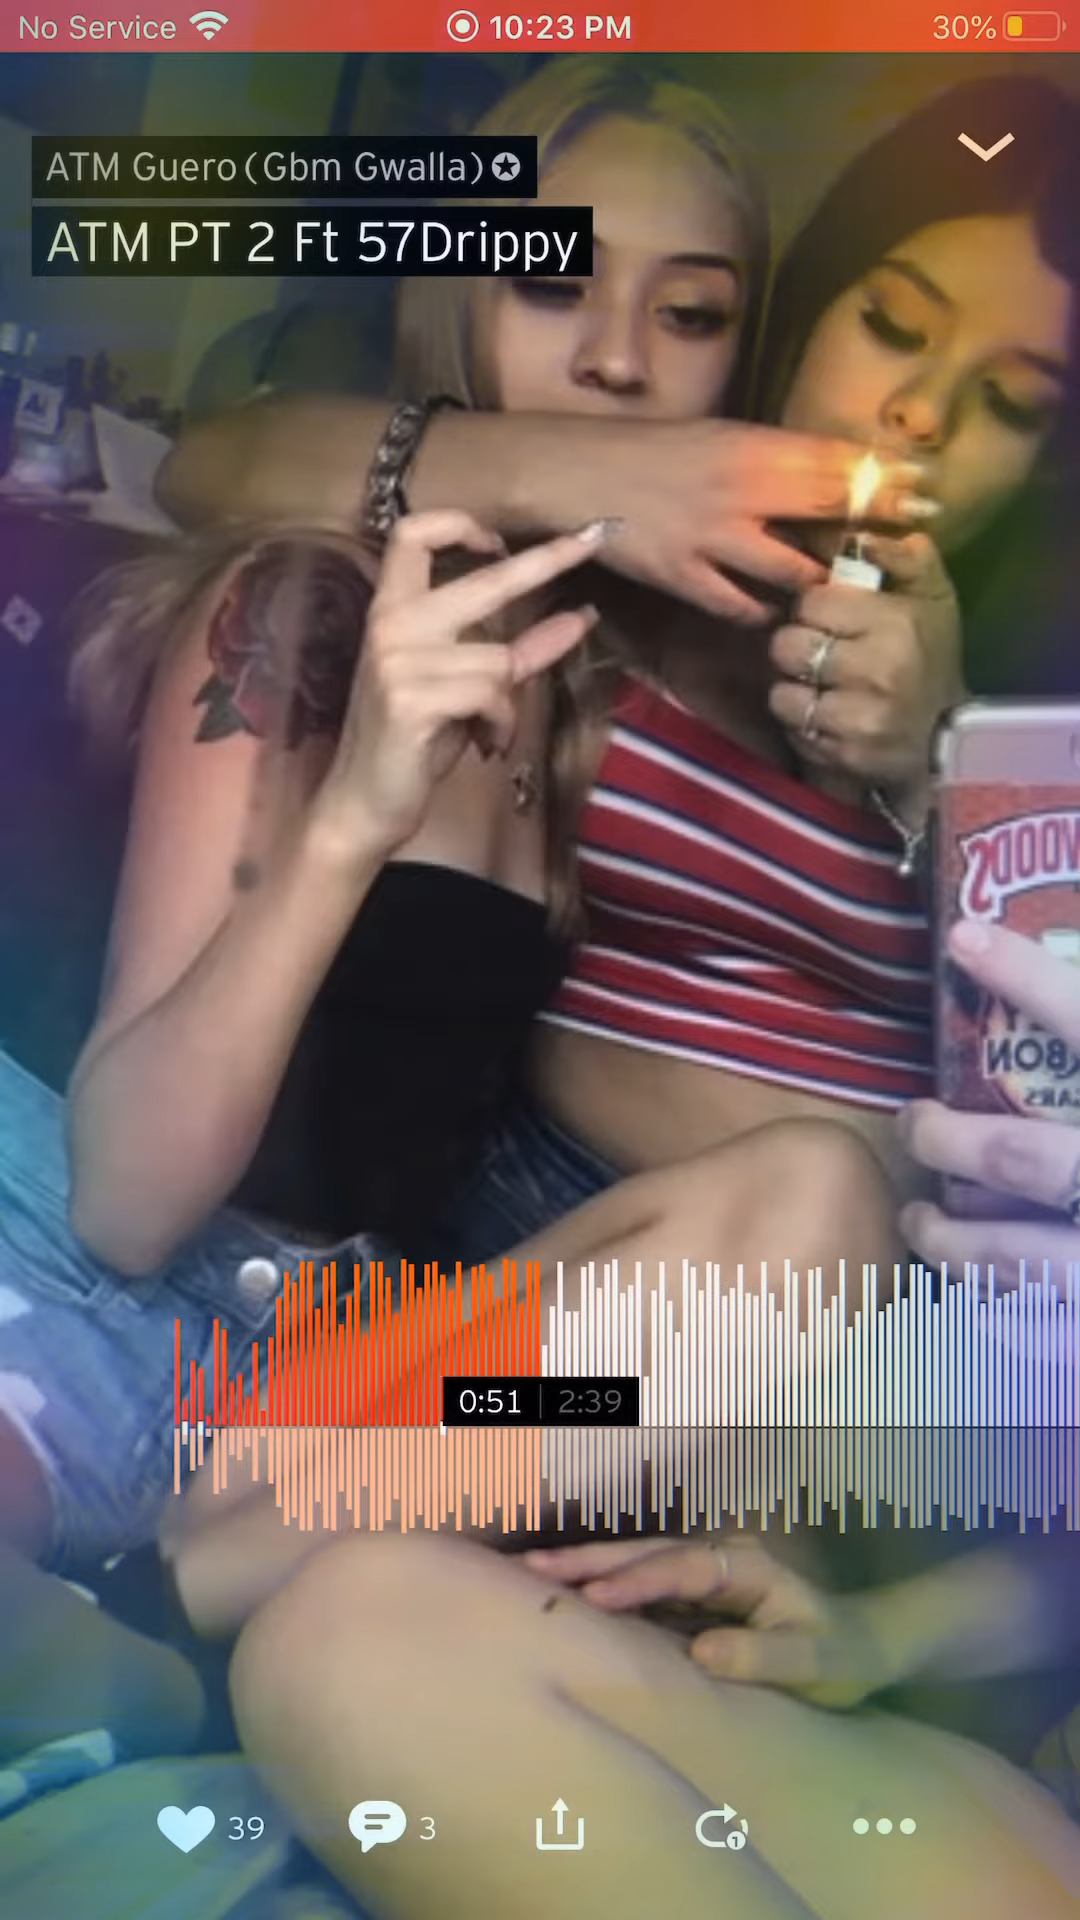 No Service 10:23 PM 30%
ATM Guero (Gbm Gwalla)
ATM PT 2 Ft 57Drippy
0:51 | 2:39
39 3 1